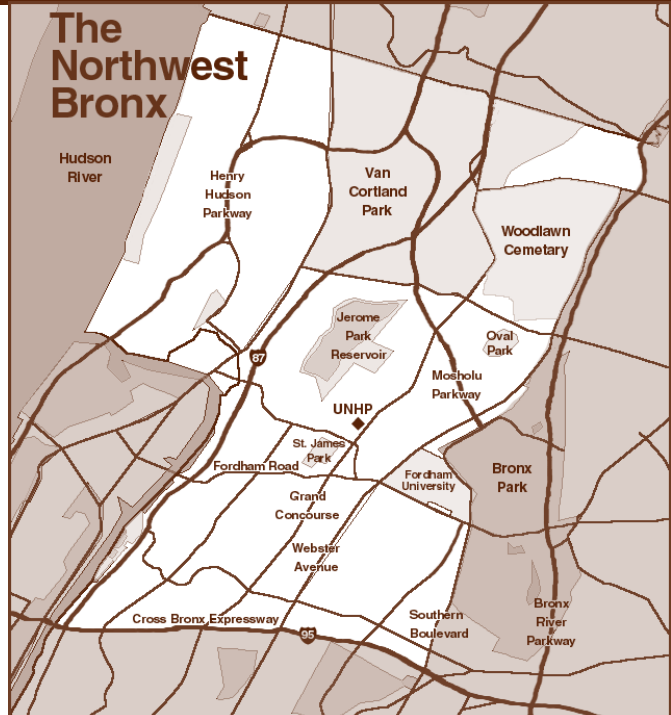 The
Northwest
Bronx
Hudson
River
Henry
Hudson
Parkway
Van
Cortland
Park
Woodlawn
Cemetary
Jerome
Park
Reservoir
Oval
Park
87
Mosholu
Parkway
UNHP
St. James
Park
Fordham Road
Fordham
University
Bronx
Park
Grand
Concourse
Webster
Avenue
Cross Bronx Expressway
95
Southern
Boulevard
Bronx
River
Parkway